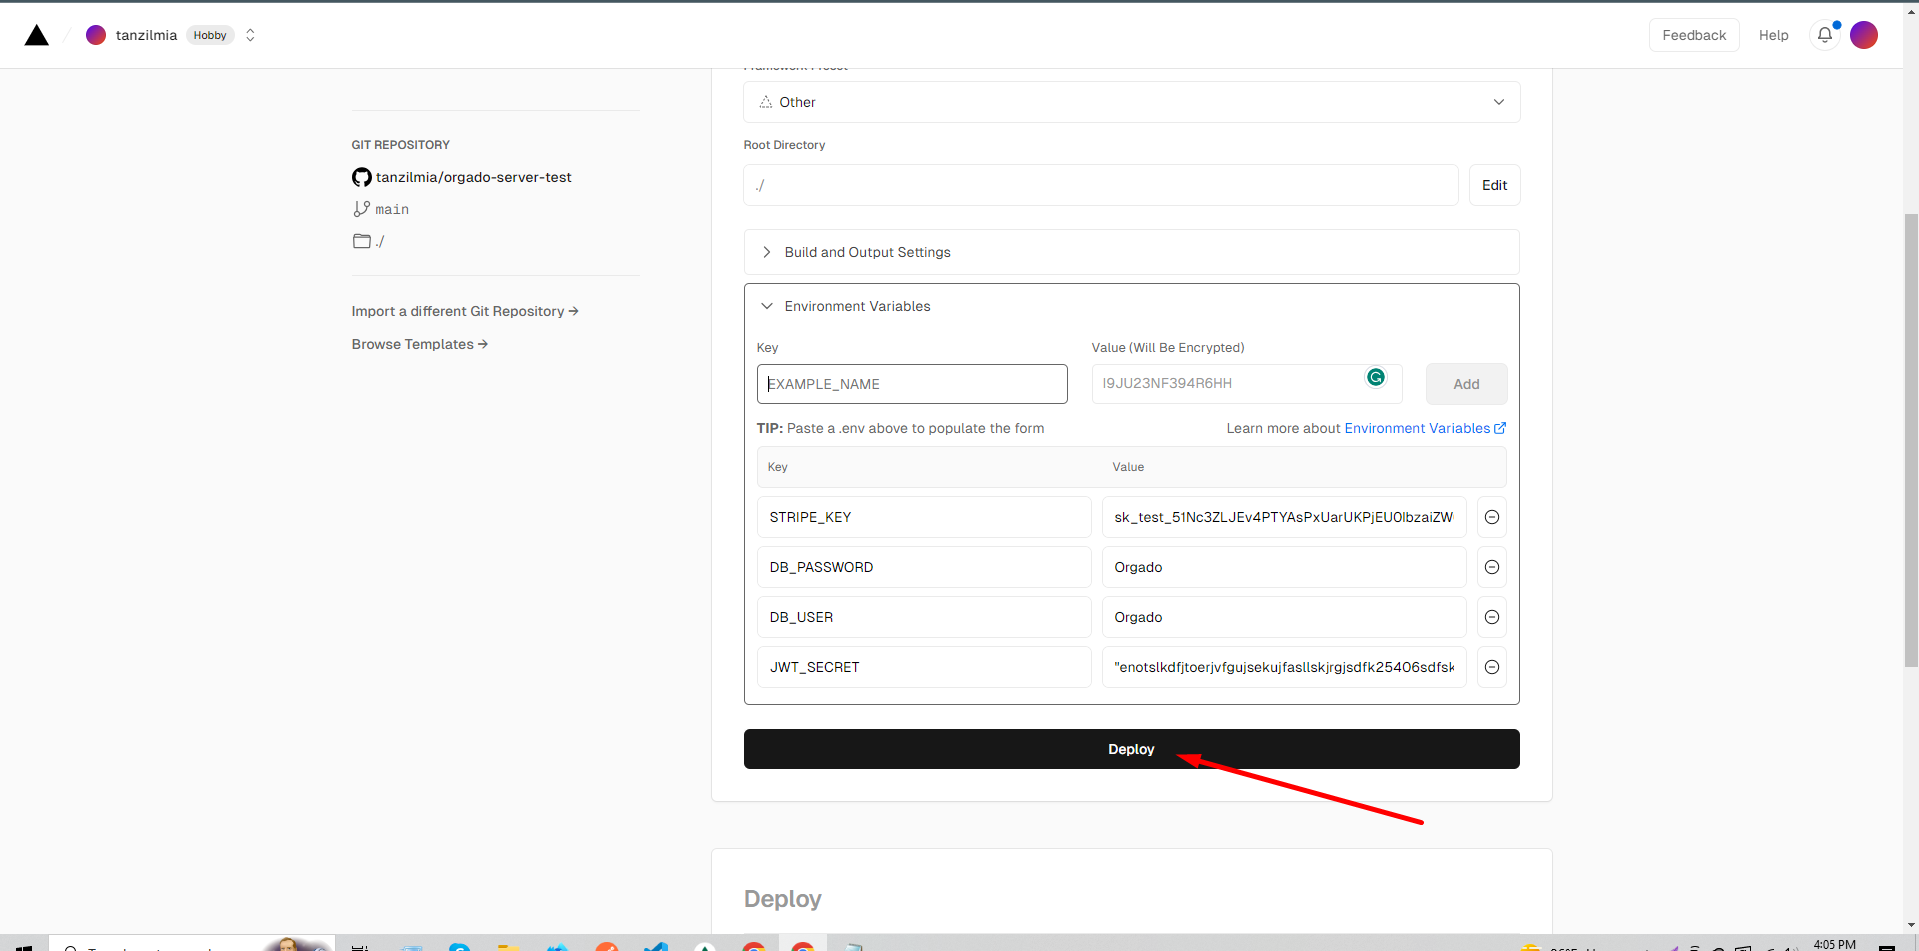 tanzilmia Hobby
Feedback Help
Other
GIT REPOSITORY
tanzilmia/orgado-server-test
main
./
Import a different Git Repository →
Browse Templates →
Root Directory
./
Edit
Build and Output Settings
Environment Variables
Key Value (Will Be Encrypted)
EXAMPLE_NAME I9JU23NF394R6HH Add
TIP: Paste a .env above to populate the form Learn more about Environment Variables
Key Value
STRIPE_KEY sk_test_51Nc3ZLJEv4PTYAsPxUarUKPjEU0IbzaiZW
DB_PASSWORD Orgado
DB_USER Orgado
JWT_SECRET "enotslkdfjtoerjvfgujsekujfasllskjrgjsdfk25406sdfsk
Deploy
Deploy
4:05 PM